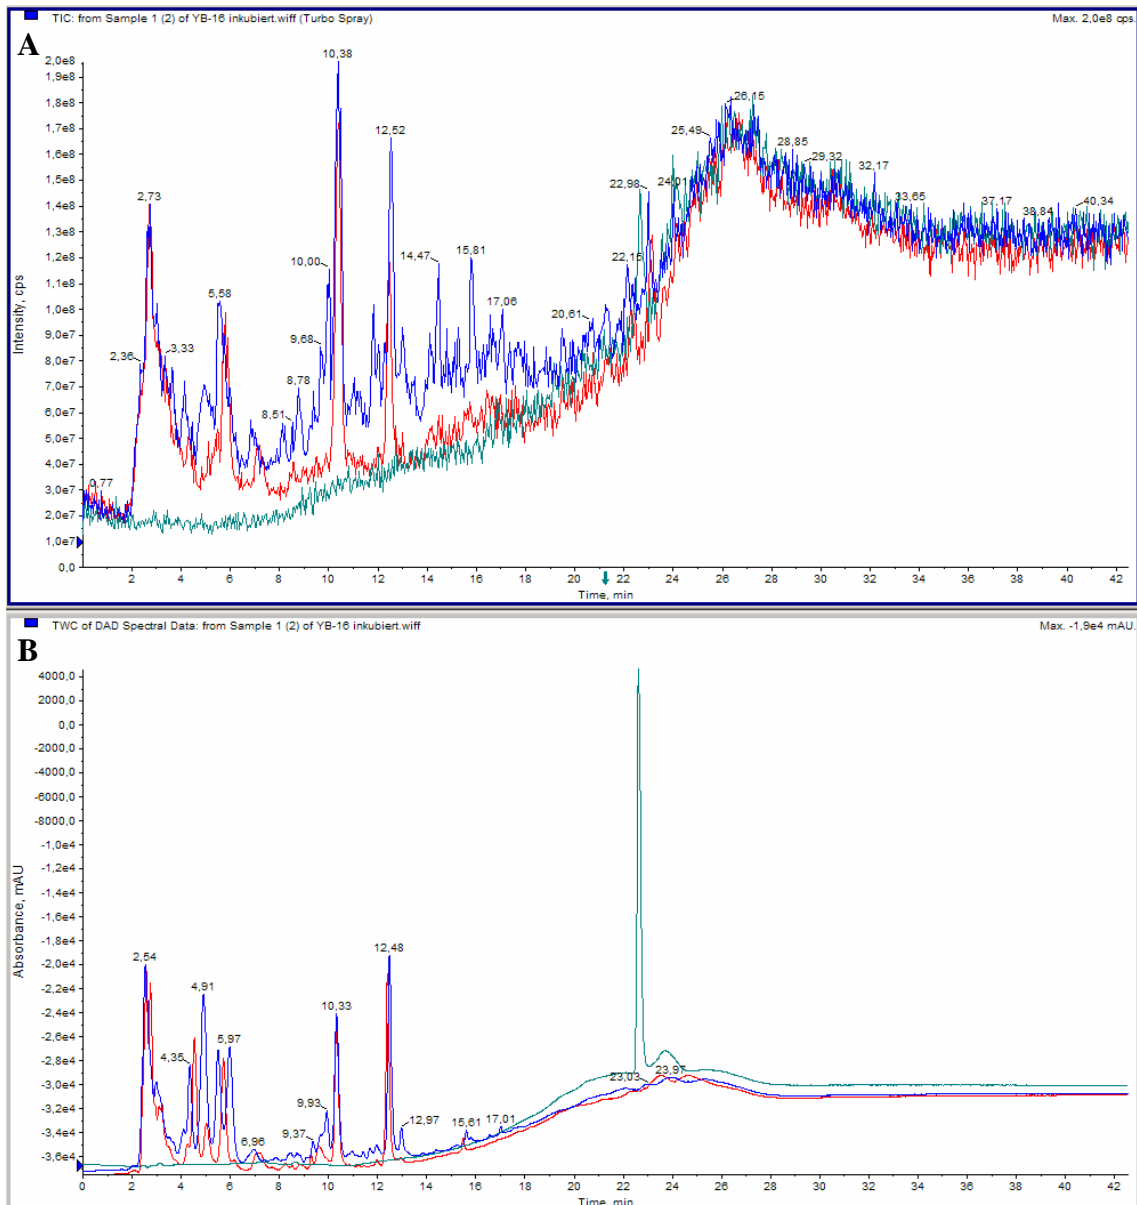 TIC: from Sample 1 (2) of YB-16 inkubiert.wiff (Turbo Spray) Max. 2,0e8 cps.
A
Intensity, cps
2,0e8
1,9e8
1,8e8
1,7e8
1,6e8
1,5e8
1,4e8
1,3e8
1,2e8
1,1e8
1,0e8
9,0e7
8,0e7
7,0e7
6,0e7
5,0e7
4,0e7
3,0e7
2,0e7
1,0e7
0,0
0,77
2,36
2,73
3,33
5,58
8,51
8,78
9,68
10,00
10,38
12,52
14,47
15,81
17,06
20,61
22,15
22,98
24,01
25,49
26,15
28,85
29,32
32,17
33,65
37,17
38,84
40,34
2 4 6 8 10 12 14 16 18 20 22 24 26 28 30 32 34 36 38 40 42
Time, min
TWC of DAD Spectral Data: from Sample 1 (2) of YB-16 inkubiert.wiff Max. -1,9e4 mAU.
B
Absorbance, mAU
4000,0
2000,0
0,0
-2000,0
-4000,0
-6000,0
-8000,0
-1,0e4
-1,2e4
-1,4e4
-1,6e4
-1,8e4
-2,0e4
-2,2e4
-2,4e4
-2,6e4
-2,8e4
-3,0e4
-3,2e4
-3,4e4
-3,6e4
2,54
4,35
4,91
5,97
6,96
9,37
9,93
10,33
12,48
12,97
15,61
17,01
23,03
23,97
0 2 4 6 8 10 12 14 16 18 20 22 24 26 28 30 32 34 36 38 40 42
Time, min